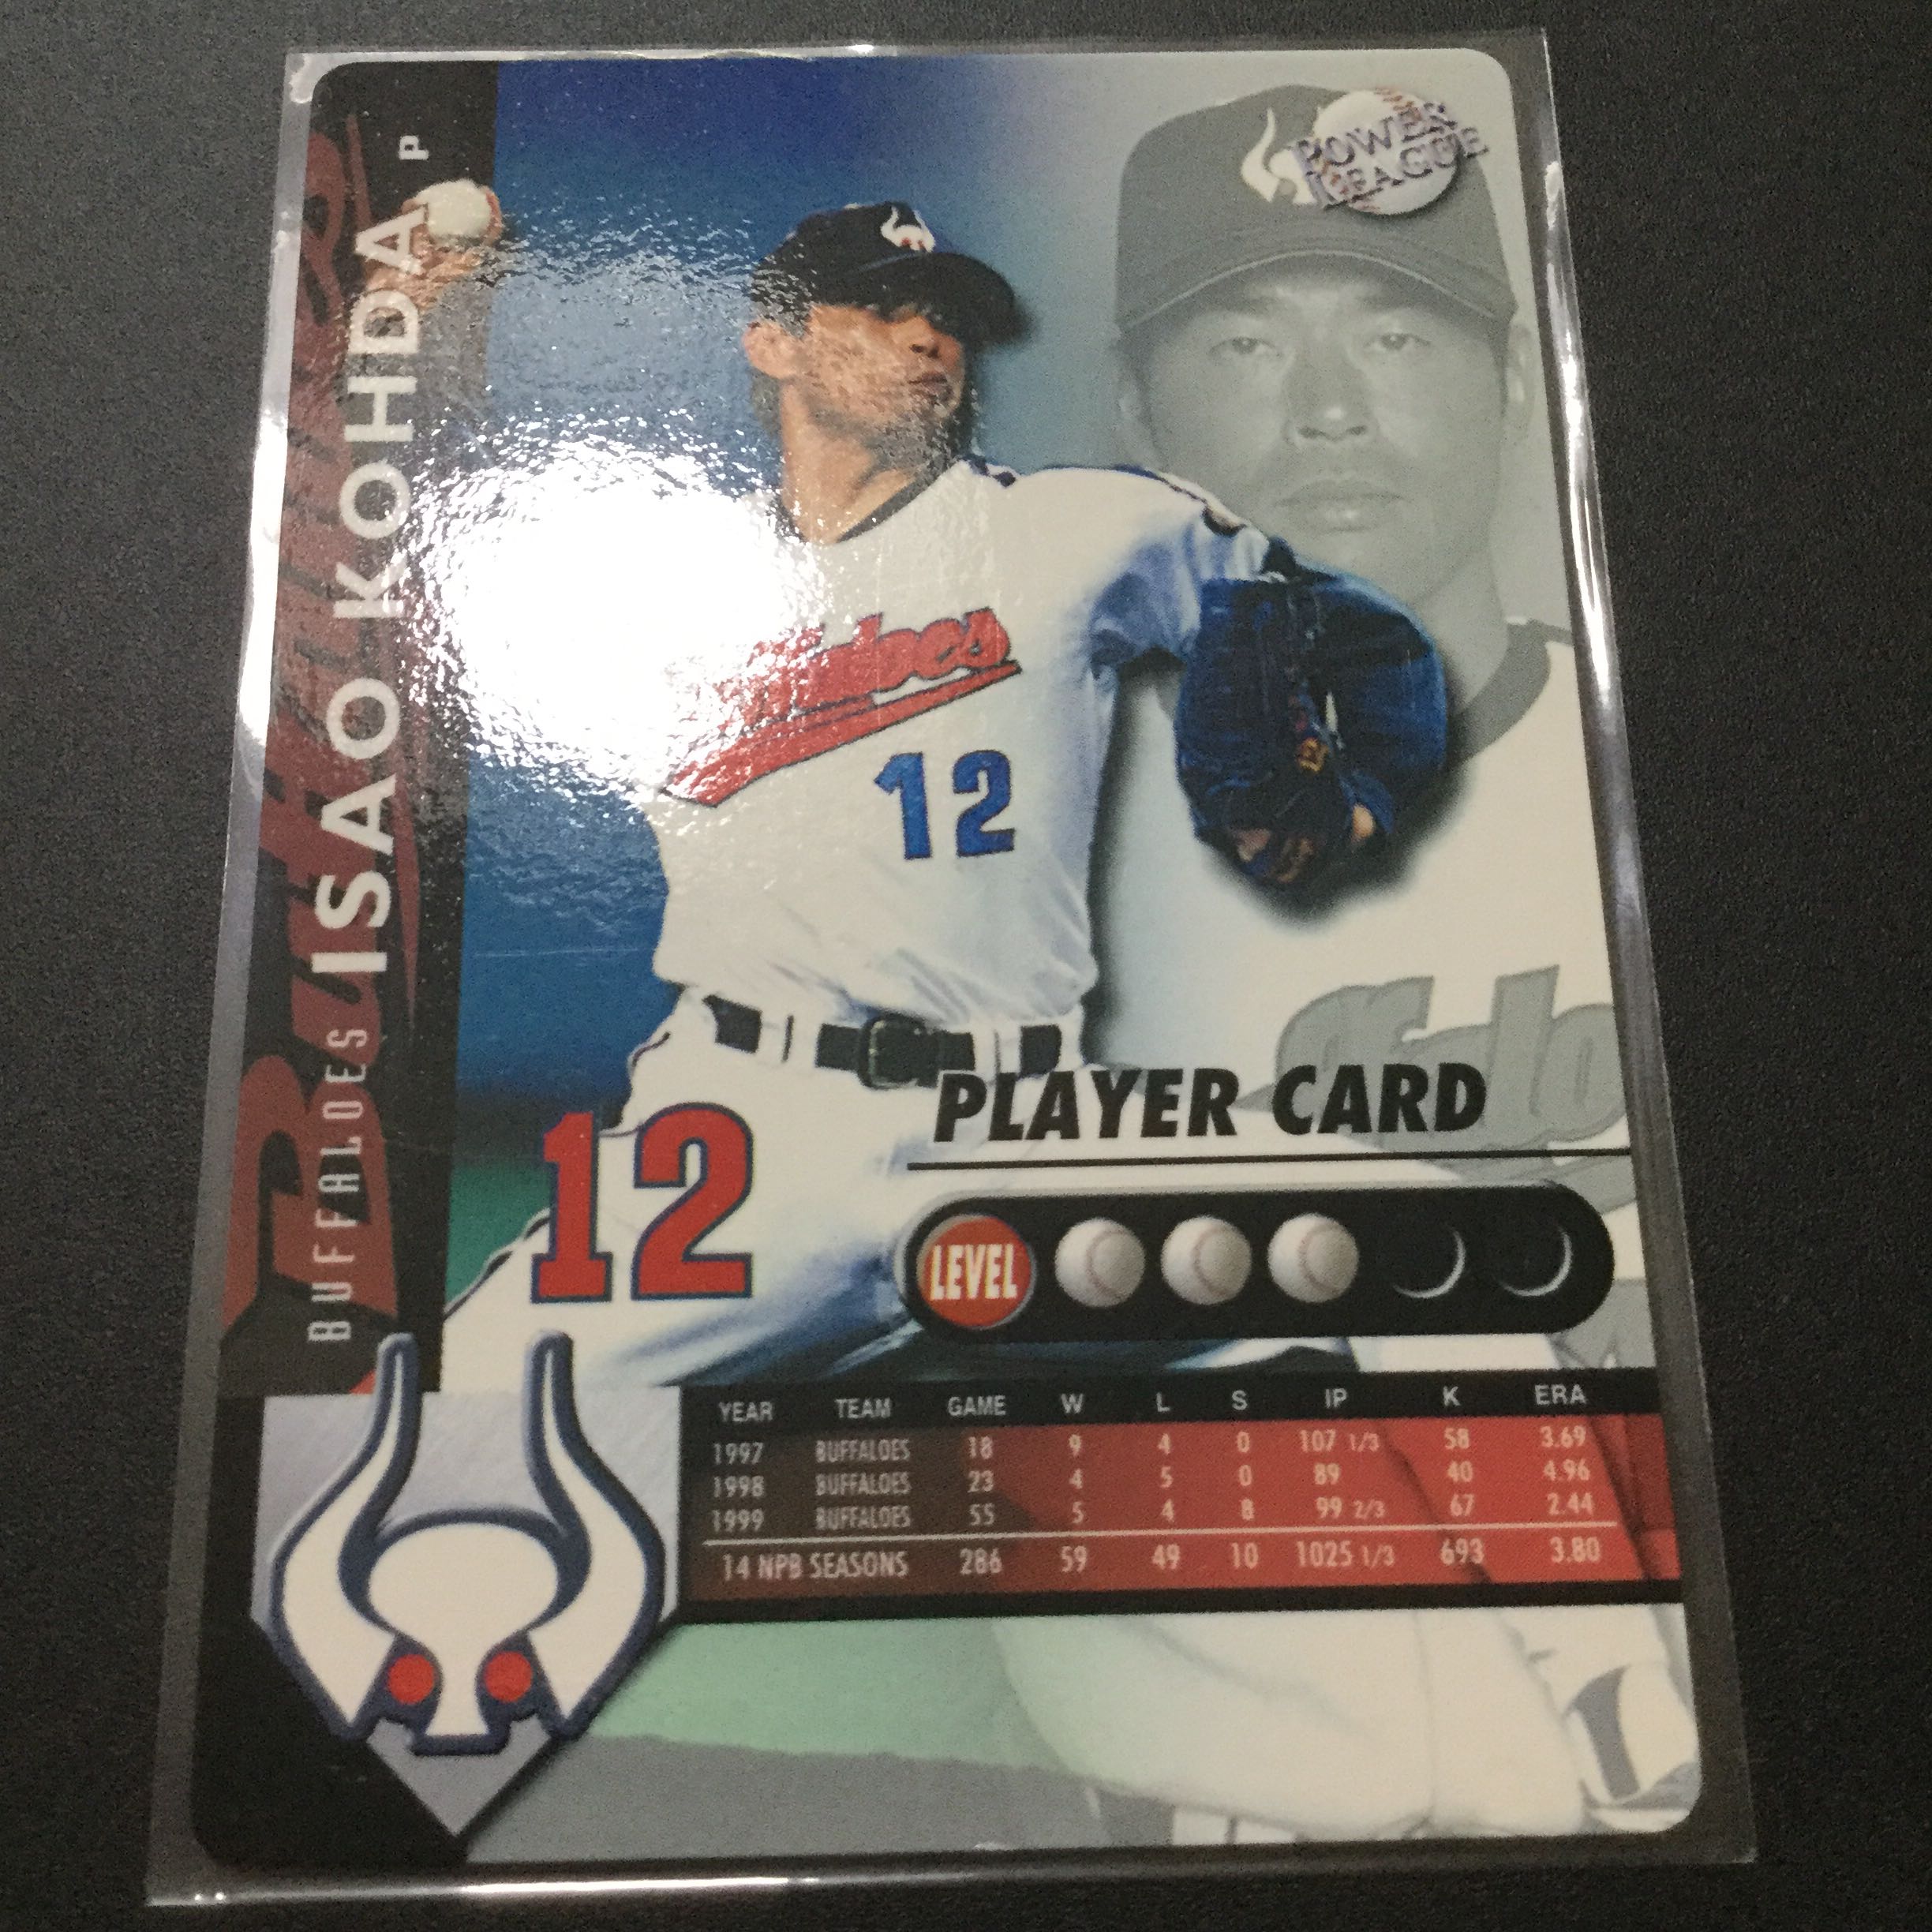 POWER
LEAGUE
P
ISAO KOHDA
BUFFALOES
12
12
PLAYER CARD
LEVEL
YEAR TEAM GAME W L S IP K ERA
1997 BUFFALOES 18 9 4 0 107 1/3 58 3.69
1998 BUFFALOES 23 4 5 0 89 40 4.96
1999 BUFFALOES 55 5 4 8 99 2/3 67 2.44
14 NPB SEASONS 286 59 49 10 1025 1/3 693 3.80